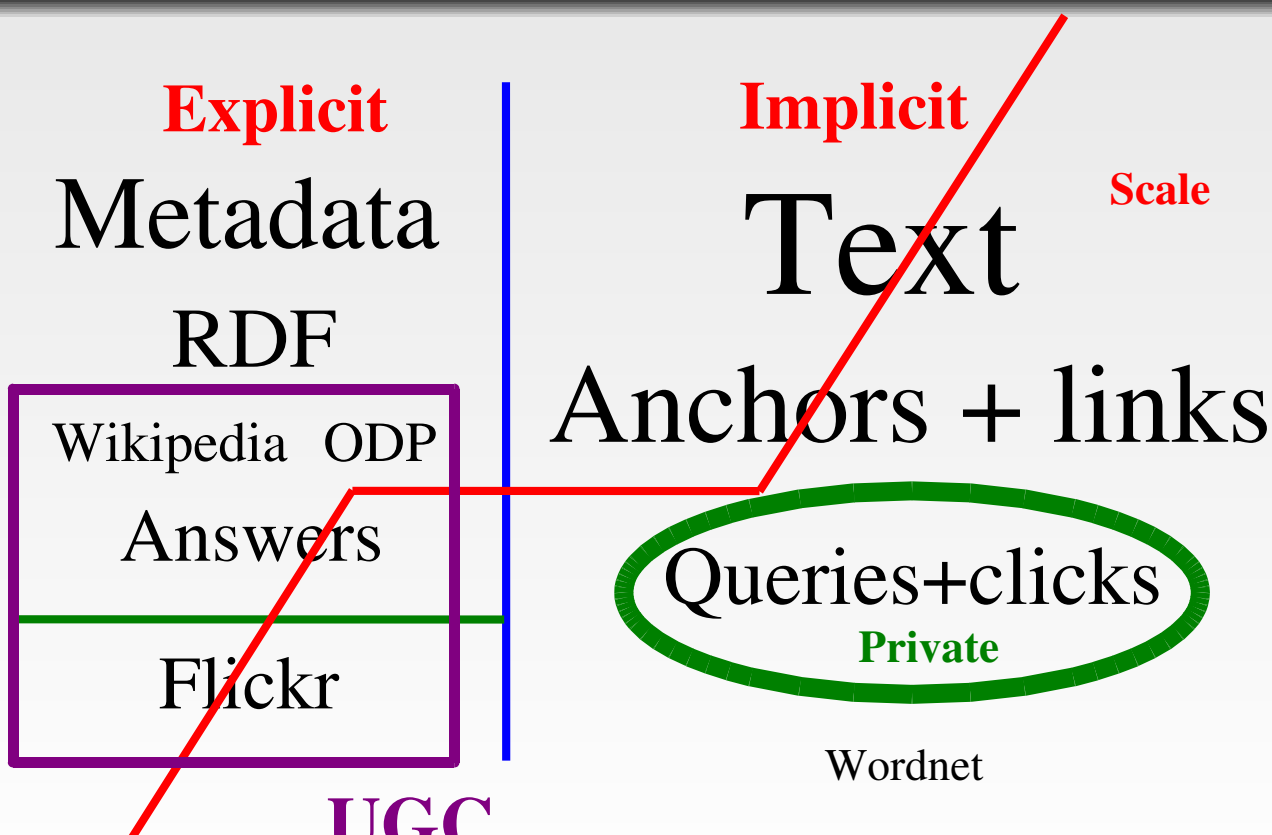 Explicit
Metadata
RDF
Wikipedia ODP
Answers
Flickr
UGC
Implicit
Scale
Text
Anchors + links
Queries+clicks
Private
Wordnet